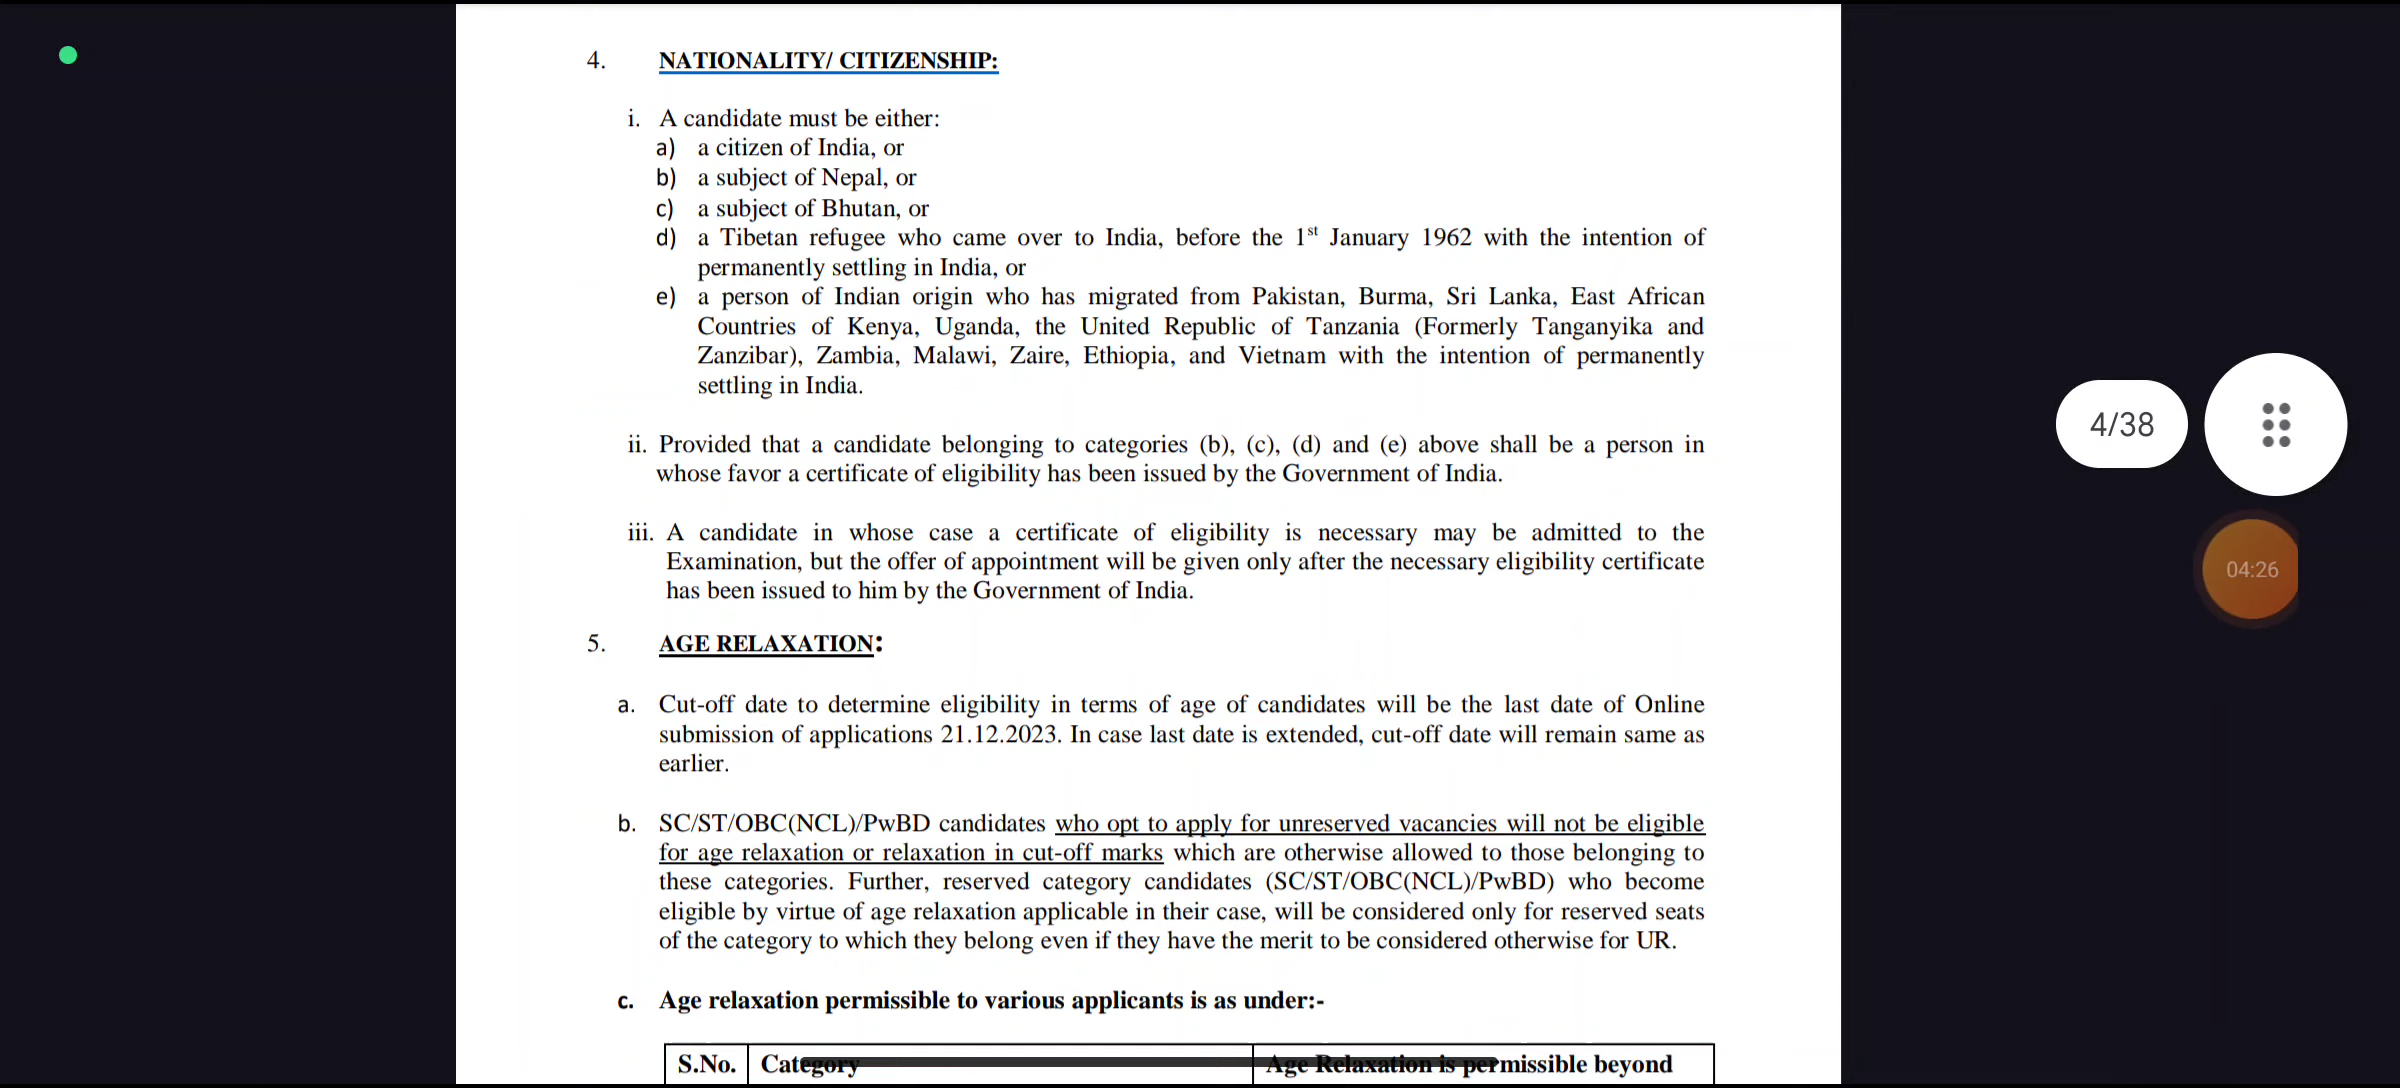 4. NATIONALITY/ CITIZENSHIP:
i. A candidate must be either:
a) a citizen of India, or
b) a subject of Nepal, or
c) a subject of Bhutan, or
d) a Tibetan refugee who came over to India, before the 1st January 1962 with the intention of
permanently settling in India, or
e) a person of Indian origin who has migrated from Pakistan, Burma, Sri Lanka, East African
Countries of Kenya, Uganda, the United Republic of Tanzania (Formerly Tanganyika and
Zanzibar), Zambia, Malawi, Zaire, Ethiopia, and Vietnam with the intention of permanently
settling in India.
ii. Provided that a candidate belonging to categories (b), (c), (d) and (e) above shall be a person in
whose favor a certificate of eligibility has been issued by the Government of India.
iii. A candidate in whose case a certificate of eligibility is necessary may be admitted to the
Examination, but the offer of appointment will be given only after the necessary eligibility certificate
has been issued to him by the Government of India.
5. AGE RELAXATION:
a. Cut-off date to determine eligibility in terms of age of candidates will be the last date of Online
submission of applications 21.12.2023. In case last date is extended, cut-off date will remain same as
earlier.
b. SC/ST/OBC(NCL)/PwBD candidates who opt to apply for unreserved vacancies will not be eligible
for age relaxation or relaxation in cut-off marks which are otherwise allowed to those belonging to
these categories. Further, reserved category candidates (SC/ST/OBC(NCL)/PwBD) who become
eligible by virtue of age relaxation applicable in their case, will be considered only for reserved seats
of the category to which they belong even if they have the merit to be considered otherwise for UR.
c. Age relaxation permissible to various applicants is as under:-
S.No. Category Age Relaxation is permissible beyond
4/38
04:26